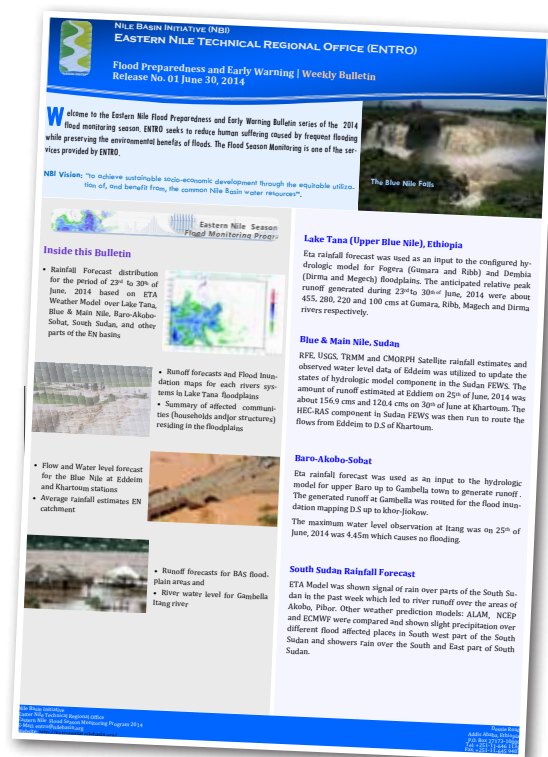 NILE BASIN INITIATIVE (NBI)
EASTERN NILE TECHNICAL REGIONAL OFFICE (ENTRO)
Flood Preparedness and Early Warning | Weekly Bulletin
Release No. 01 June 30, 2014
Welcome to the Eastern Nile Flood Preparedness and Early Warning Bulletin series of the 2014
flood monitoring season. ENTRO seeks to reduce human suffering caused by frequent flooding
while preserving the environmental benefits of floods. The Flood Season Monitoring is one of the ser-
vices provided by ENTRO.
NBI Vision: "to achieve sustainable socio-economic development through the equitable utiliza-
tion of, and benefit from, the common Nile Basin water resources".
The Blue Nile Falls
Eastern Nile Season
Flood Monitoring Progra
Inside this Bulletin
• Rainfall Forecast distribution
for the period of 23rd to 30th of
June, 2014 based on ETA
Weather Model over Lake Tana,
Blue & Main Nile, Baro-Akobo-
Sobat, South Sudan, and other
parts of the EN basins
• Runoff forecasts and Flood Inun-
dation maps for each rivers sys-
tems in Lake Tana floodplains
• Summary of affected communi-
ties (households and/or structures)
residing in the floodplains
• Flow and Water level forecast
for the Blue Nile at Eddeim
and Khartoum stations
• Average rainfall estimates EN
catchment
• Runoff forecasts for BAS flood-
plain areas and
• River water level for Gambella
Itang river
Lake Tana (Upper Blue Nile), Ethiopia
Eta rainfall forecast was used as an input to the configured hy-
drologic model for Fogera (Gumara and Ribb) and Dembia
(Dirma and Megech) floodplains. The anticipated relative peak
runoff generated during 23rd to 30th of June, 2014 were about
455, 280, 220 and 100 cms at Gumara, Ribb, Magech and Dirma
rivers respectively.
Blue & Main Nile, Sudan
RFE, USGS, TRMM and CMORPH Satellite rainfall estimates and
observed water level data of Eddeim was utilized to update the
states of hydrologic model component in the Sudan FEWS. The
amount of runoff estimated at Eddiem on 25th of June, 2014 was
about 156.9 cms and 120.4 cms on 30th of June at Khartoum. The
HEC-RAS component in Sudan FEWS was then run to route the
flows from Eddeim to D.S of Khartoum.
Baro-Akobo-Sobat
Eta rainfall forecast was used as an input to the hydrologic
model for upper Baro up to Gambella town to generate runoff .
The generated runoff at Gambella was routed for the flood inun-
dation mapping D.S up to khor-Jiokow.
The maximum water level observation at Itang was on 25th of
June, 2014 was 4.45m which causes no flooding.
South Sudan Rainfall Forecast
ETA Model was shown signal of rain over parts of the South Su-
dan in the past week which led to river runoff over the areas of
Akobo, Pibor. Other weather prediction models: ALAM, NCEP
and ECMWF were compared and shown slight precipitation over
different flood affected places in South west part of the South
Sudan and showers rain over the South and East part of South
Sudan.
Nile Basin Initiative
Easter Nile Technical Regional Office
Eastern Nile Flood Season Monitoring Program 2014
Addis Ababa, Ethiopia